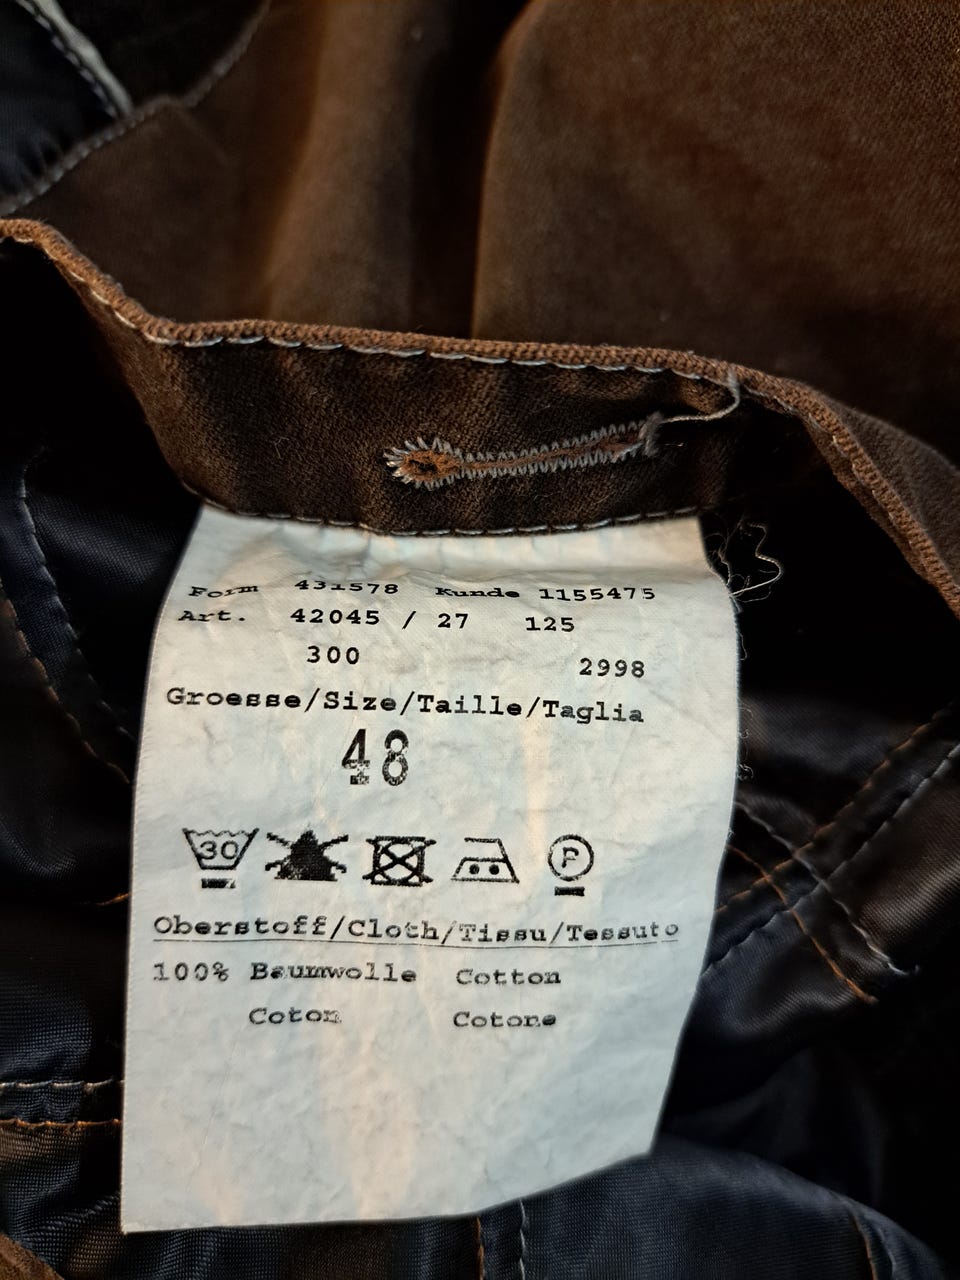 Form 431578 Kunde 1155475
Art. 42045 / 27 125
300 2998
Groesse/Size/Taille/Taglia
48
30 P
Oberstoff/Cloth/Tissu/Tessuto
100% Baumwolle Cotton
Coton Cotone